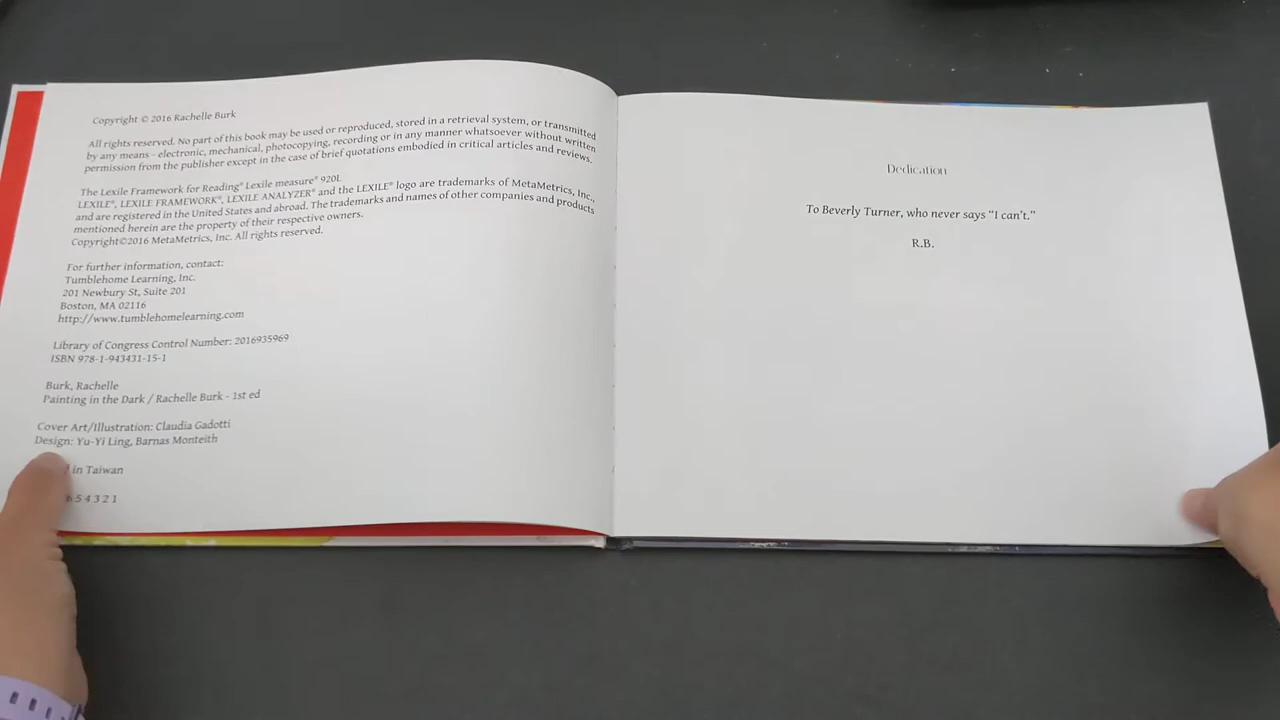 Copyright © 2016 Rachelle Burk
All rights reserved. No part of this book may be used or reproduced, stored in a retrieval system, or transmitted
by any means - electronic, mechanical, photocopying, recording or in any manner whatsoever without written
permission from the publisher except in the case of brief quotations embodied in critical articles and reviews.
The Lexile Framework for Reading® Lexile measure® 920L
LEXILE®, LEXILE FRAMEWORK®, LEXILE ANALYZER® and the LEXILE® logo are trademarks of MetaMetrics, Inc.,
and are registered in the United States and abroad. The trademarks and names of other companies and products
mentioned herein are the property of their respective owners.
Copyright©2016 MetaMetrics, Inc. All rights reserved.
For further information, contact:
Tumblehome Learning, Inc.
201 Newbury St, Suite 201
Boston, MA 02116
http://www.tumblehomelearning.com
Library of Congress Control Number: 2016935969
ISBN 978-1-943431-15-1
Burk, Rachelle
Painting in the Dark / Rachelle Burk - 1st ed
Cover Art/Illustration: Claudia Gadotti
Design: Yu-Yi Ling, Barnas Monteith
in Taiwan
6 5 4 3 2 1
Dedication
To Beverly Turner, who never says “I can’t.”
R.B.